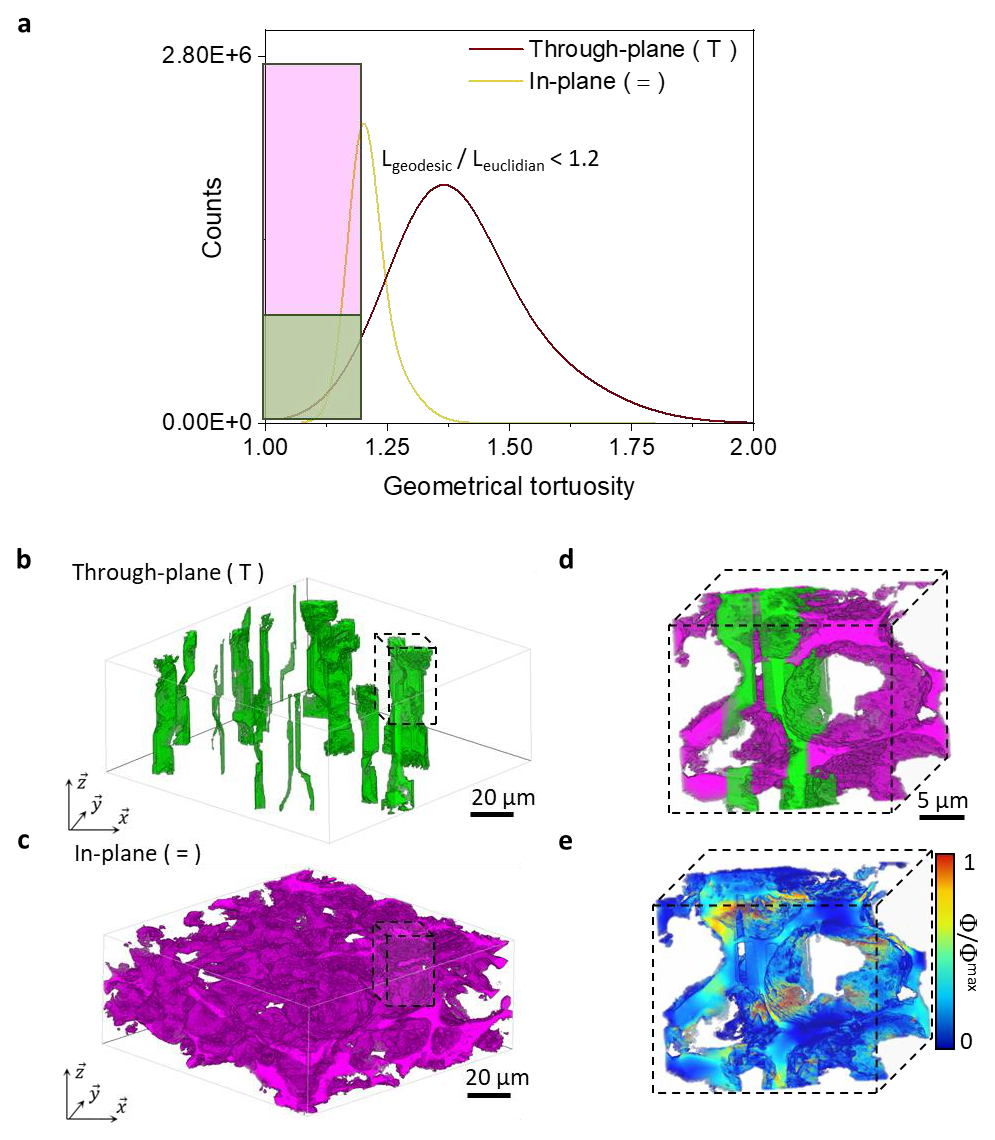 a
2.80E+6
0.00E+0
Counts
Through-plane ( T )
In-plane ( = )
Lgeodesic / Leuclidian < 1.2
1.00 1.25 1.50 1.75 2.00
Geometrical tortuosity
b
Through-plane ( T )
z
y
x
20 µm
c
In-plane ( = )
z
y
x
20 µm
d
5 µm
e
1
Φ/Φmax
0